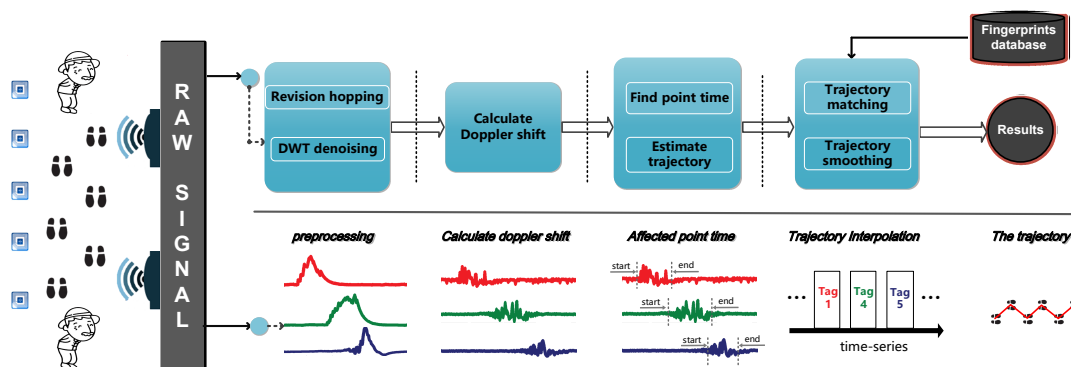 RAW SIGNAL
Revision hopping
DWT denoising
Calculate
Doppler shift
Find point time
Estimate
trajectory
Trajectory
matching
Trajectory
smoothing
Fingerprints
database
Results
preprocessing
Calculate doppler shift
Affected point time
Trajectory Interpolation
The trajectory
start
end
start
end
start
end
... Tag
1
Tag
4
Tag
5 ...
time-series